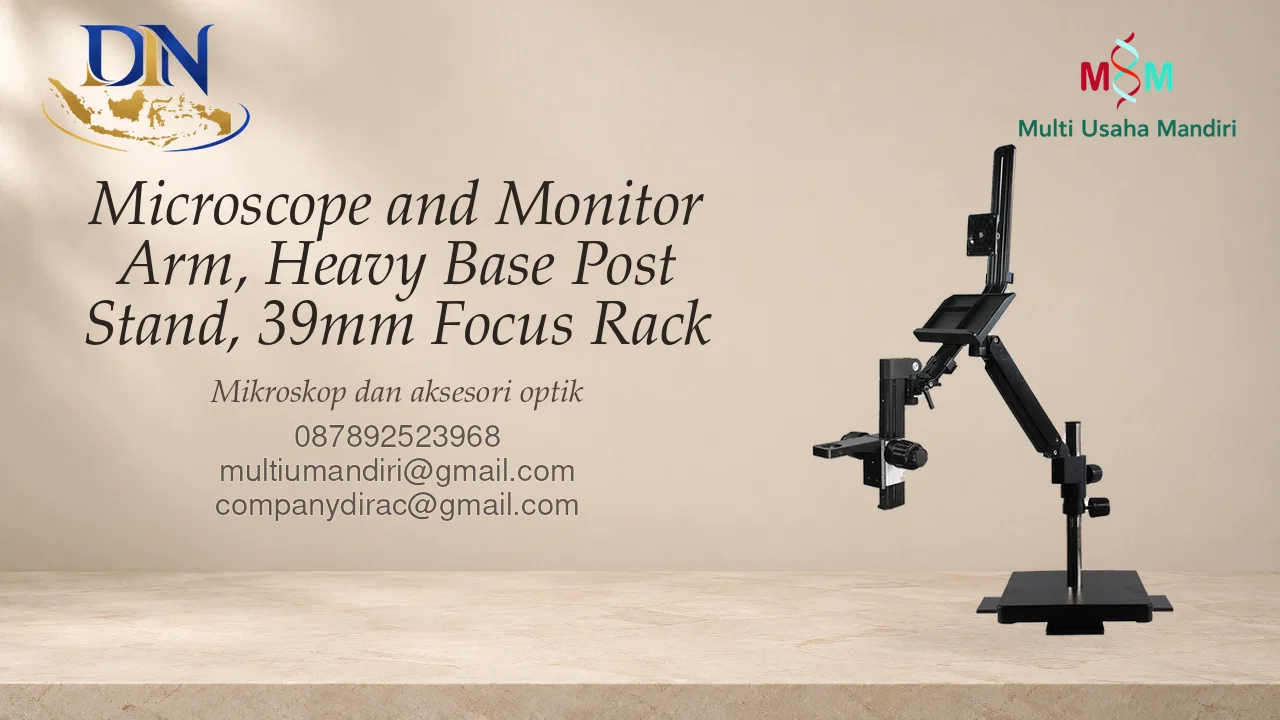 DN
M M
Multi Usaha Mandiri
Microscope and Monitor
Arm, Heavy Base Post
Stand, 39mm Focus Rack
Mikroskop dan aksesori optik
087892523968
multiumandiri@gmail.com
companydirac@gmail.com